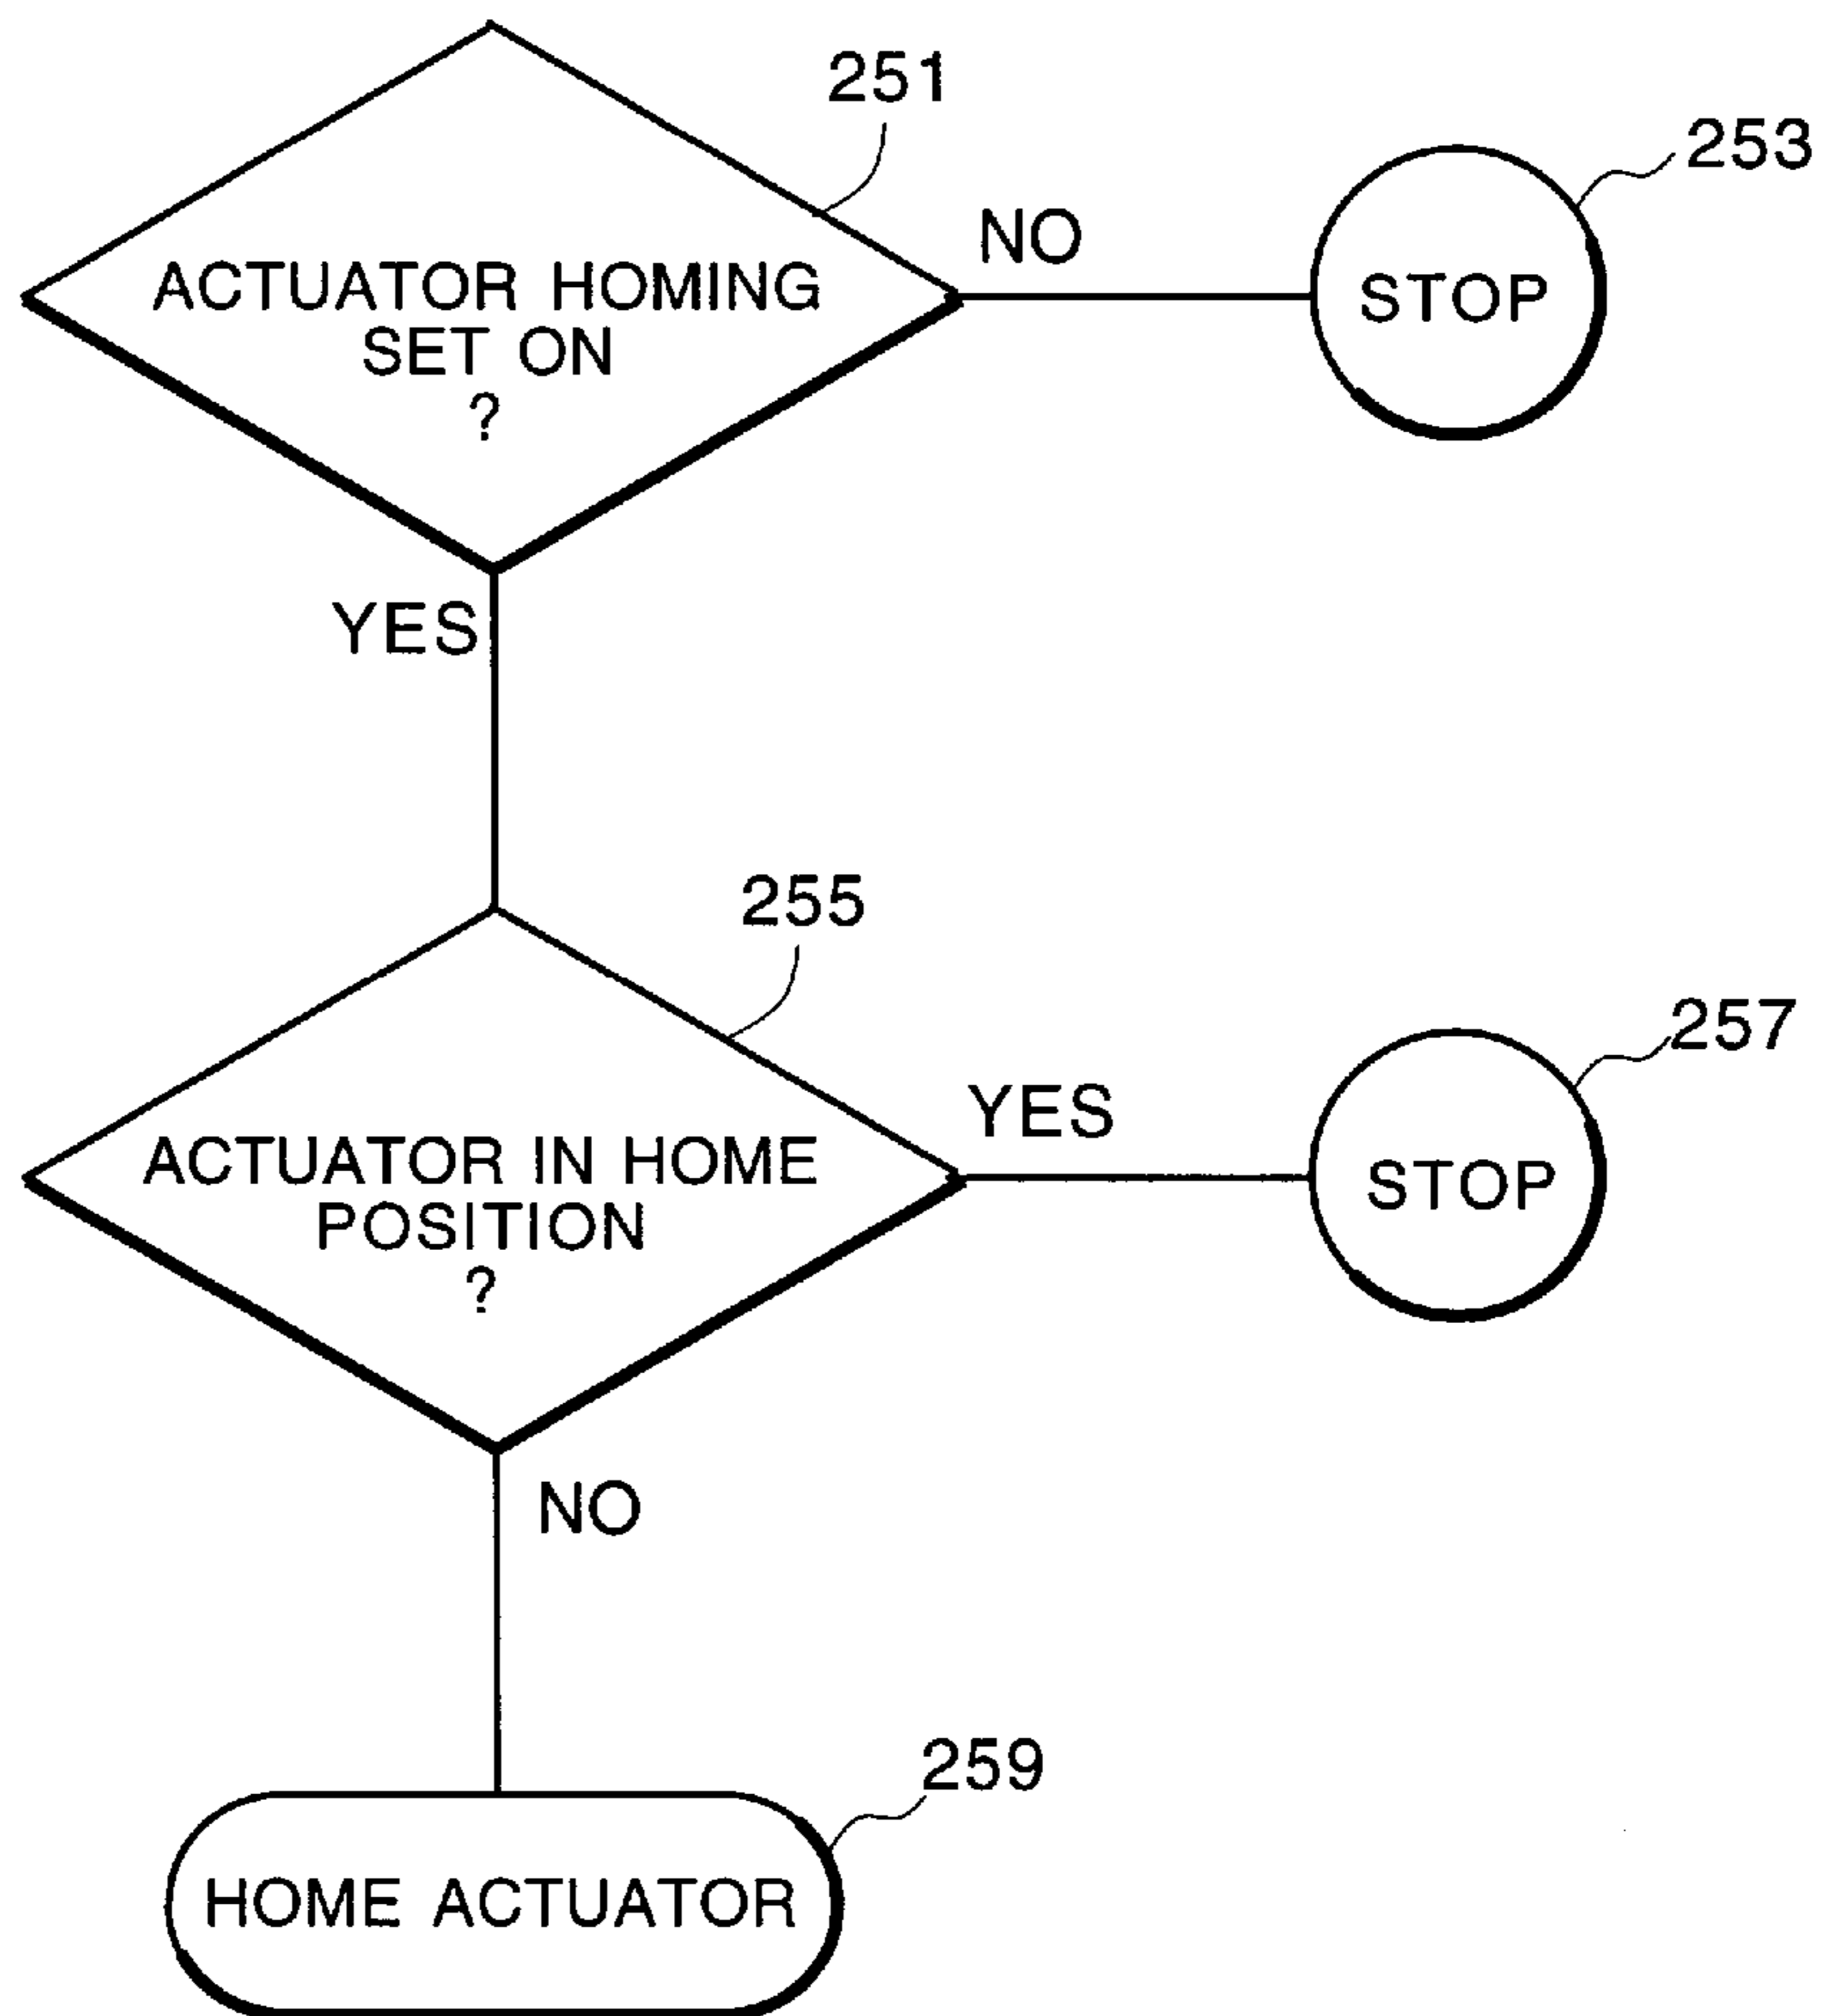 251
253
NO
ACTUATOR HOMING
SET ON
?
STOP
YES
255
257
YES
ACTUATOR IN HOME
POSITION
?
STOP
NO
259
HOME ACTUATOR